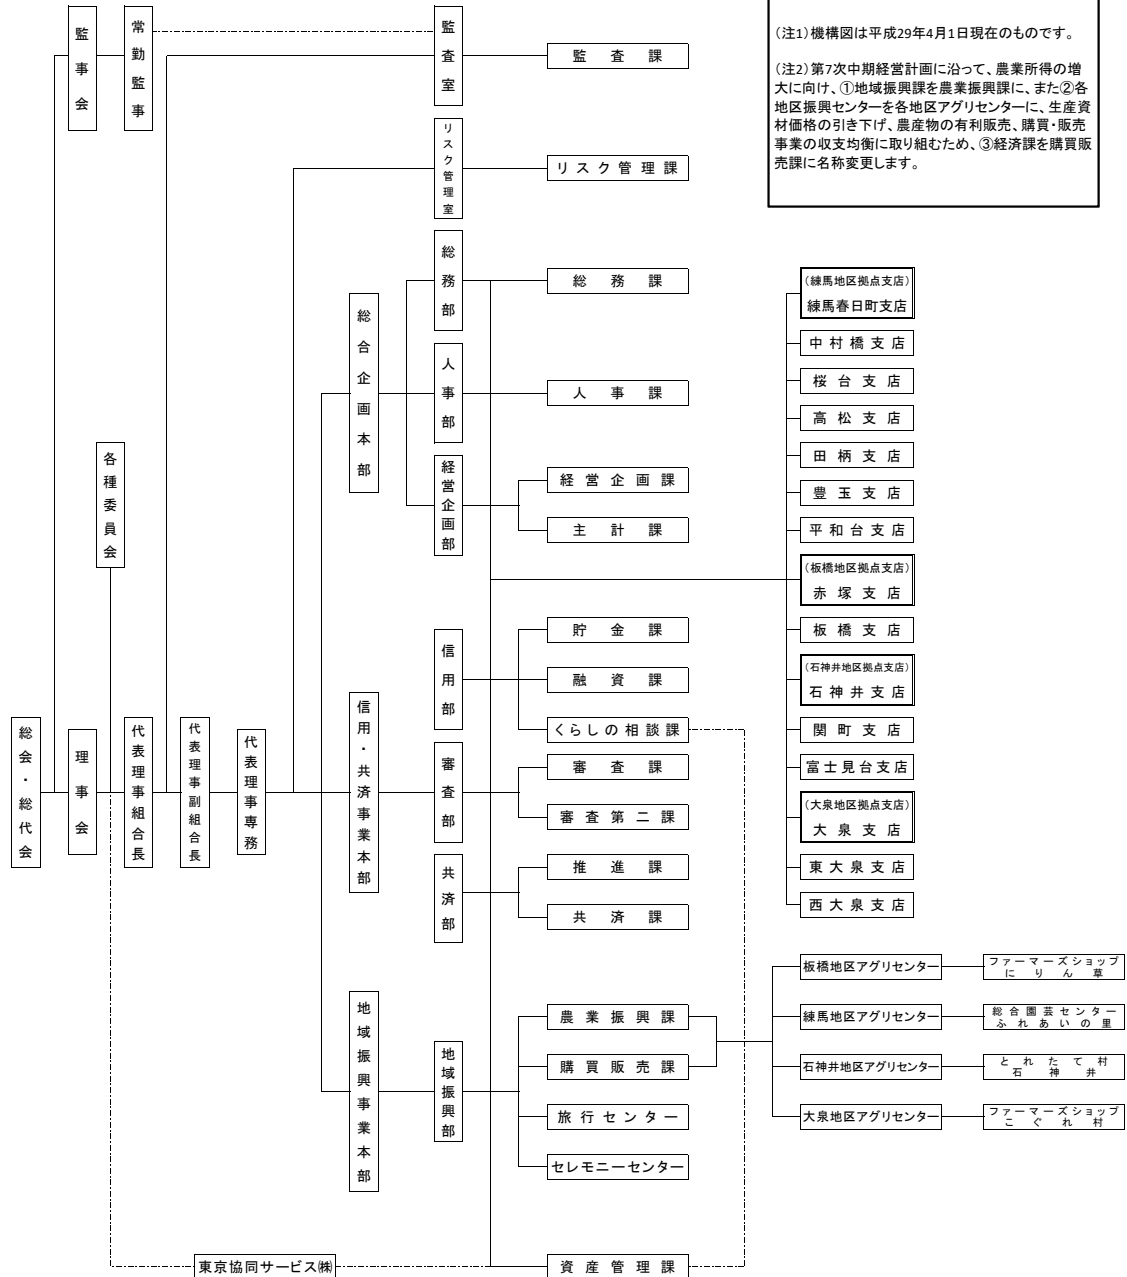 監事会
常勤監事
監査室
監査課
(注1)機構図は平成29年4月1日現在のものです。
(注2)第7次中期経営計画に沿って、農業所得の増
大に向け、①地域振興課を農業振興課に、また②各
地区振興センターを各地区アグリセンターに、生産資
材価格の引き下げ、農産物の有利販売、購買・販売
事業の収支均衡に取り組むため、③経済課を購買販
売課に名称変更します。
リスク管理室
リスク管理課
総合企画本部
総務部
総務課
人事部
人事課
経営企画部
経営企画課
主計課
各種委員会
(練馬地区拠点支店)
練馬春日町支店
中村橋支店
桜台支店
高松支店
田柄支店
豊玉支店
平和台支店
(板橋地区拠点支店)
赤塚支店
板橋支店
(石神井地区拠点支店)
石神井支店
関町支店
富士見台支店
(大泉地区拠点支店)
大泉支店
東大泉支店
西大泉支店
総会・総代会
理事会
代表理事組合長
代表理事副組合長
代表理事専務
信用・共済事業本部
信用部
貯金課
融資課
くらしの相談課
審査部
審査課
審査第二課
共済部
推進課
共済課
地域振興事業本部
地域振興部
農業振興課
購買販売課
旅行センター
セレモニーセンター
板橋地区アグリセンター
ファーマーズショップ
にりん草
練馬地区アグリセンター
総合園芸センター
ふれあいの里
石神井地区アグリセンター
とれたて村
石神井
大泉地区アグリセンター
ファーマーズショップ
こぐれ村
東京協同サービス㈱
資産管理課